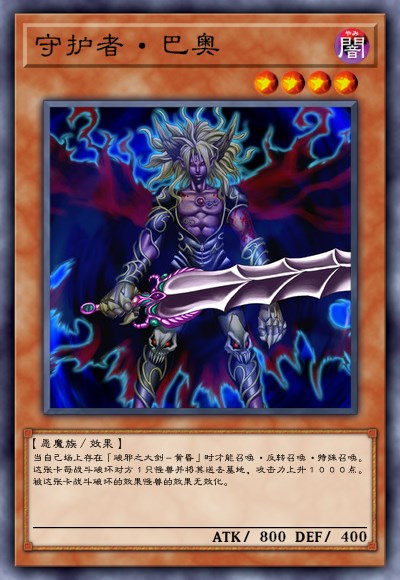 守护者·巴奥
やみ
闇
【恶魔族/效果】
当自己场上存在「破邪之大剑－黄昏」时才能召唤·反转召唤·特殊召唤。
这张卡每战斗破坏对方1只怪兽并将其送去墓地，攻击力上升1000点。
被这张卡战斗破坏的效果怪兽的效果无效化。
ATK/ 800 DEF/ 400